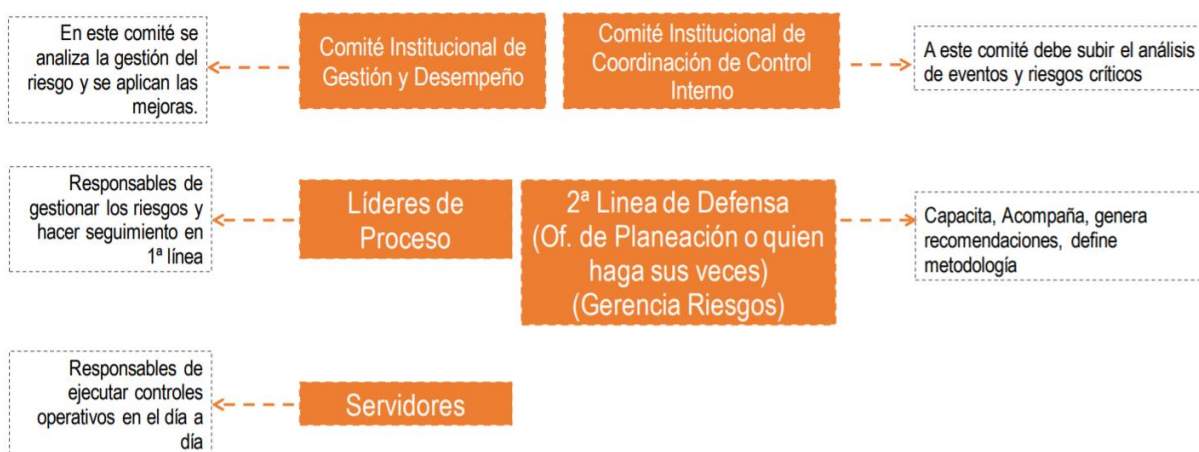 En este comité se
analiza la gestión del
riesgo y se aplican las
mejoras.
Comité Institucional de
Gestión y Desempeño
Comité Institucional de
Coordinación de Control
Interno
A este comité debe subir el análisis
de eventos y riesgos críticos
Responsables de
gestionar los riesgos y
hacer seguimiento en
1ª línea
Líderes de
Proceso
2ª Linea de Defensa
(Of. de Planeación o quien
haga sus veces)
(Gerencia Riesgos)
Capacita, Acompaña, genera
recomendaciones, define
metodología
Responsables de
ejecutar controles
operativos en el día a
día
Servidores